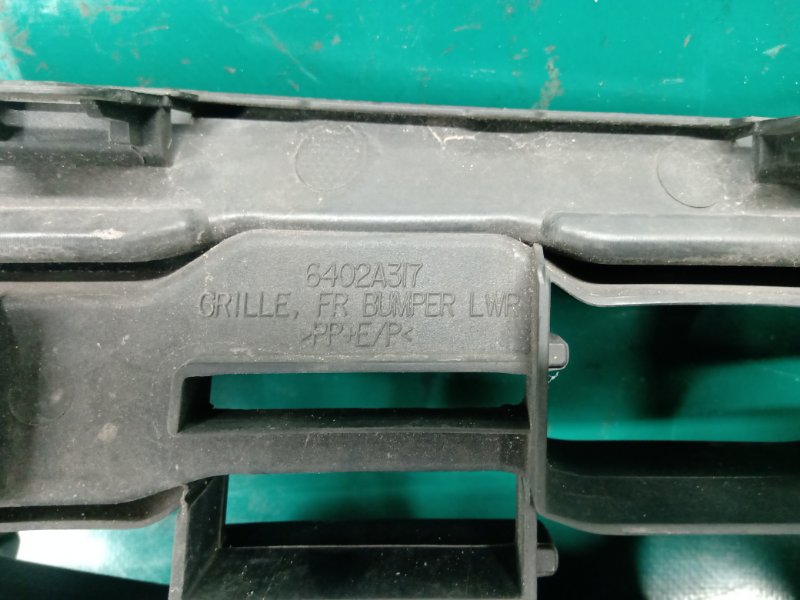 6402A317
GRILLE, FR BUMPER LWR
>PP+E/P<